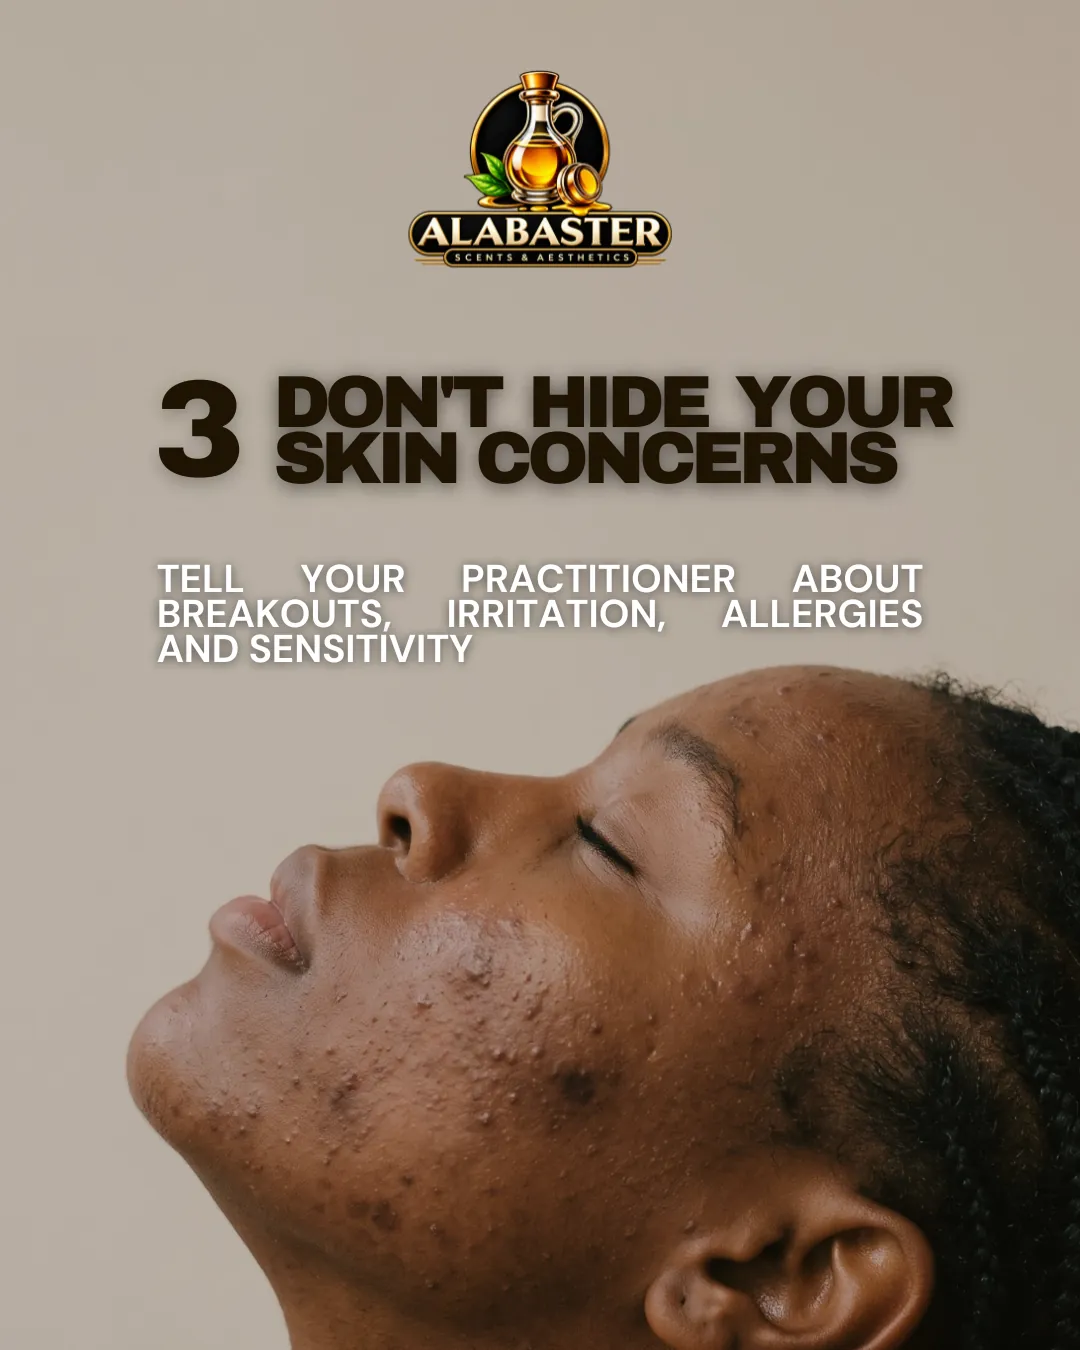 ALABASTER
SCENTS & AESTHETICS
3 DON'T HIDE YOUR
SKIN CONCERNS
TELL YOUR PRACTITIONER ABOUT
BREAKOUTS, IRRITATION, ALLERGIES
AND SENSITIVITY